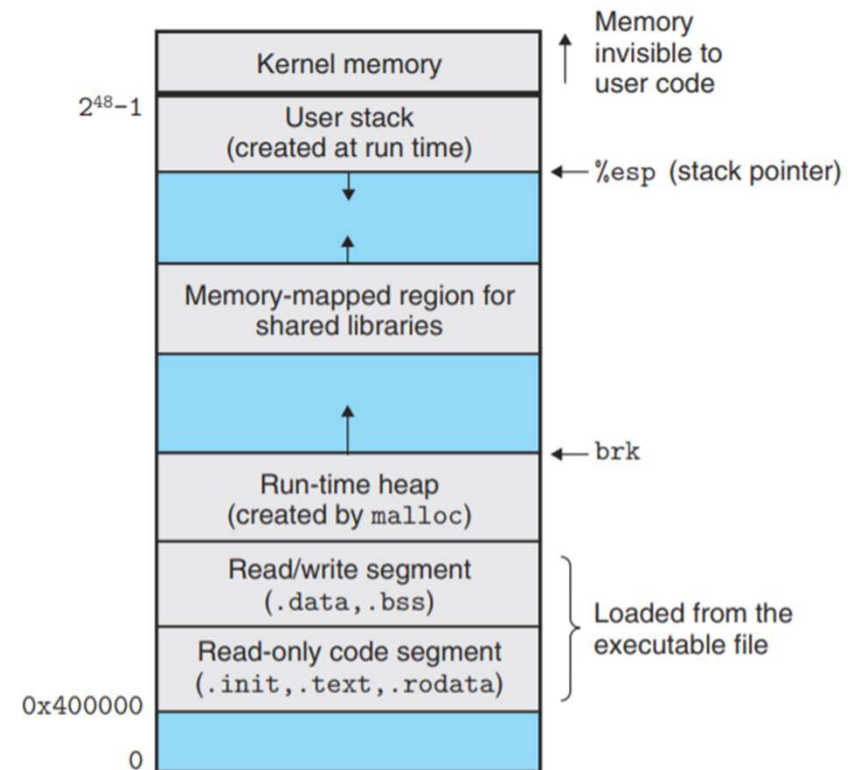 Kernel memory
Memory
invisible to
user code
2⁴⁸−1
User stack
(created at run time)
%esp (stack pointer)
Memory-mapped region for
shared libraries
brk
Run-time heap
(created by malloc)
Read/write segment
(.data,.bss)
Loaded from the
executable file
Read-only code segment
(.init,.text,.rodata)
0x400000
0